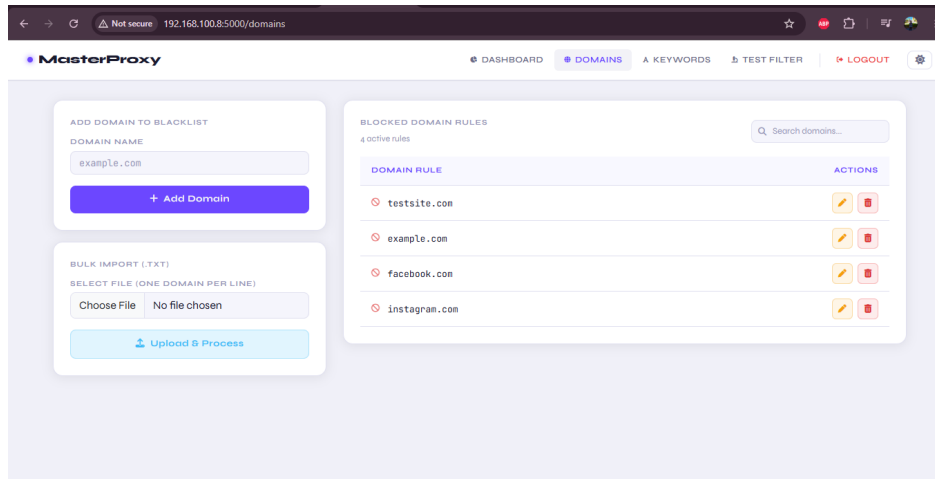 Not secure 192.168.100.8:5000/domains
ABP
MasterProxy
DASHBOARD
DOMAINS
KEYWORDS
TEST FILTER
LOGOUT
ADD DOMAIN TO BLACKLIST
DOMAIN NAME
example.com
+ Add Domain
BULK IMPORT (.TXT)
SELECT FILE (ONE DOMAIN PER LINE)
Choose File No file chosen
Upload & Process
BLOCKED DOMAIN RULES
4 active rules
Search domains...
DOMAIN RULE ACTIONS
testsite.com
example.com
facebook.com
instagram.com